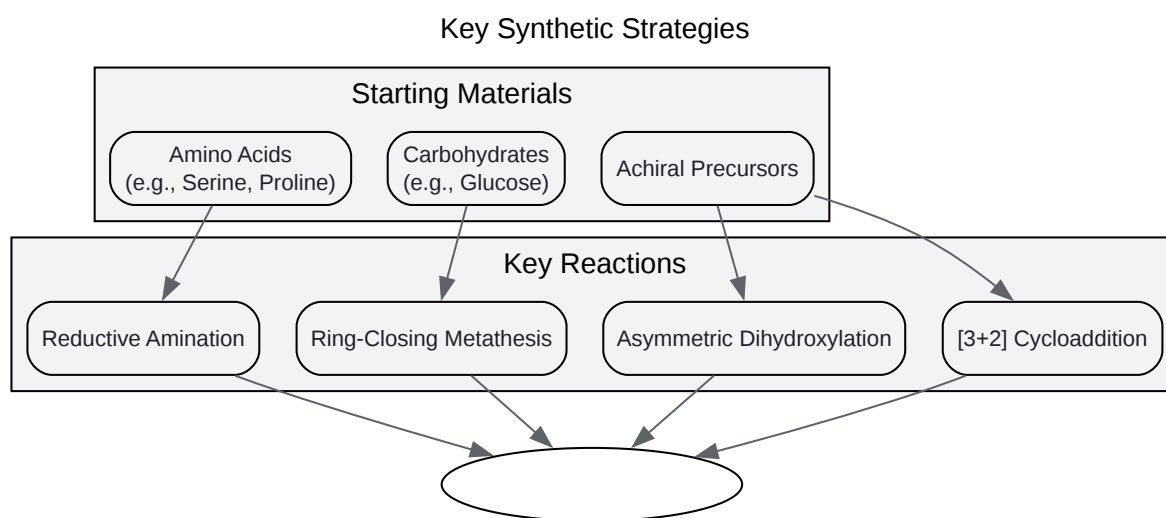 Key Synthetic Strategies
Starting Materials
Amino Acids
(e.g., Serine, Proline)
Carbohydrates
(e.g., Glucose)
Achiral Precursors
Key Reactions
Reductive Amination
Ring-Closing Metathesis
Asymmetric Dihydroxylation
[3+2] Cycloaddition